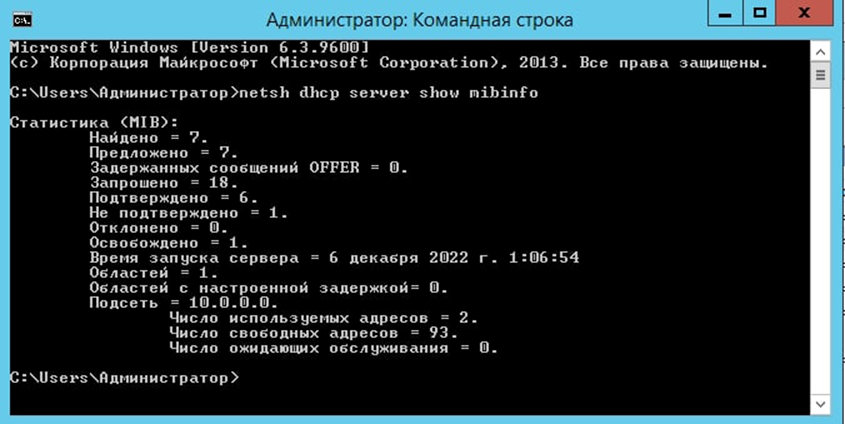 Администратор: Командная строка
Microsoft Windows [Version 6.3.9600]
(c) Корпорация Майкрософт (Microsoft Corporation), 2013. Все права защищены.
C:\Users\Администратор>netsh dhcp server show mibinfo
Статистика (MIB):
Найдено = 7.
Предложено = 7.
Задержанных сообщений OFFER = 0.
Запрошено = 18.
Подтверждено = 6.
Не подтверждено = 1.
Отклонено = 0.
Освобождено = 1.
Время запуска сервера = 6 декабря 2022 г. 1:06:54
Областей = 1.
Областей с настроенной задержкой= 0.
Подсеть = 10.0.0.0.
Число используемых адресов = 2.
Число свободных адресов = 93.
Число ожидающих обслуживания = 0.
C:\Users\Администратор>